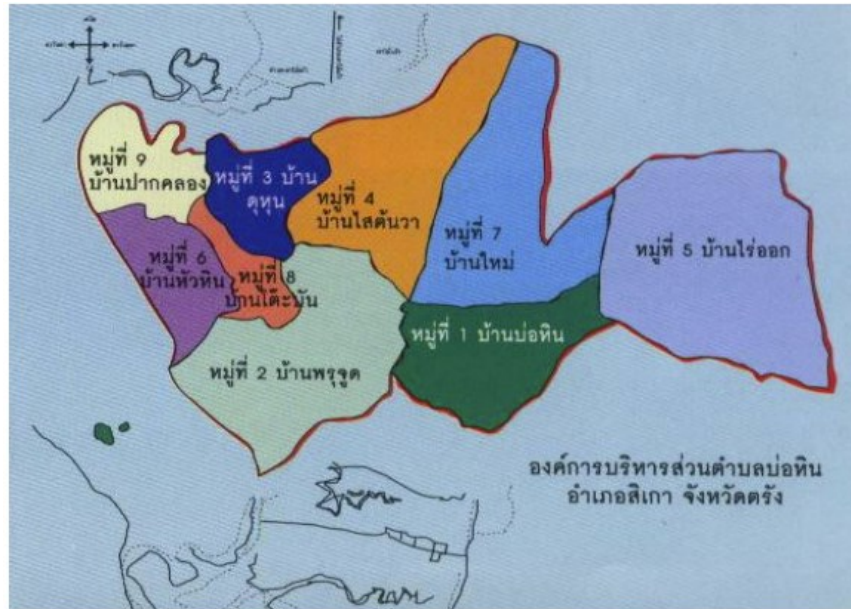 หมู่ที่ 9
บ้านปากคลอง
หมู่ที่ 3 บ้าน
ดุหุน
หมู่ที่ 4
บ้านไสต้นวา
หมู่ที่ 7
บ้านใหม่
หมู่ที่ 5 บ้านไร่ออก
หมู่ที่ 6
บ้านหัวหิน
หมู่ที่ 8
บ้านโต๊ะบัน
หมู่ที่ 1 บ้านบ่อหิน
หมู่ที่ 2 บ้านพรุจูด
องค์การบริหารส่วนตำบลบ่อหิน
อำเภอสิเกา จังหวัดตรัง